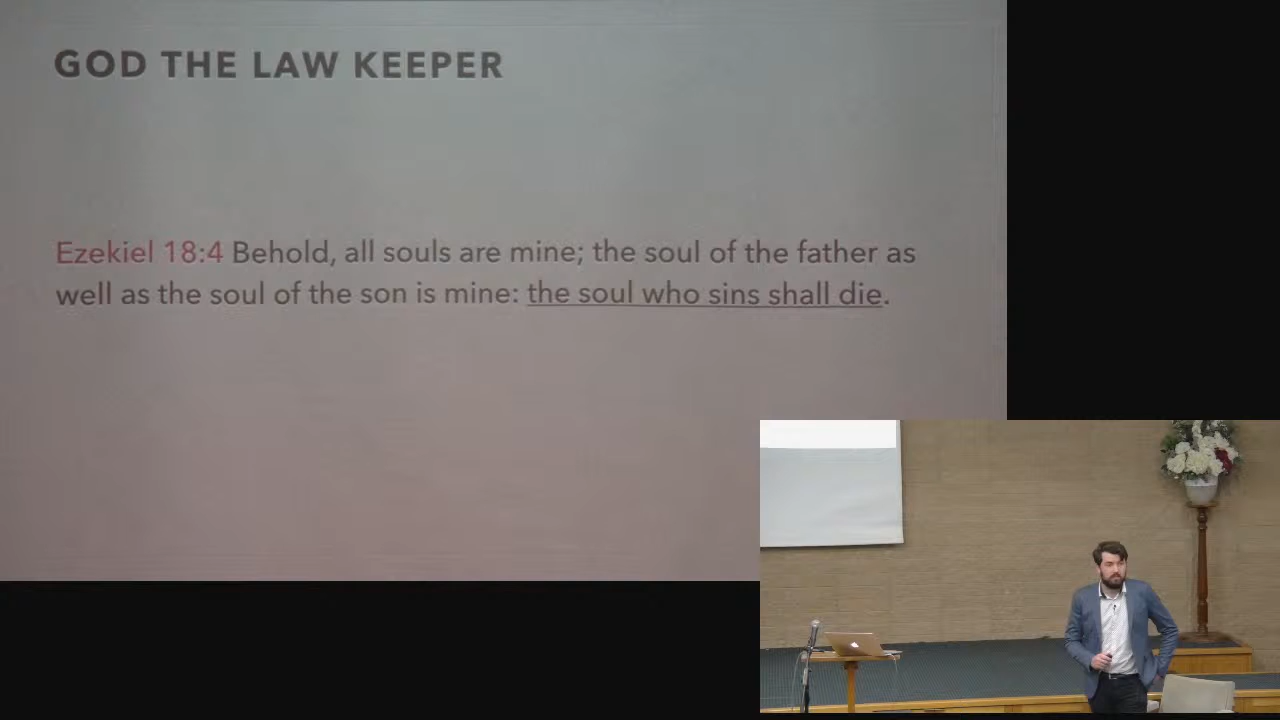 GOD THE LAW KEEPER
Ezekiel 18:4 Behold, all souls are mine; the soul of the father as
well as the soul of the son is mine: the soul who sins shall die.